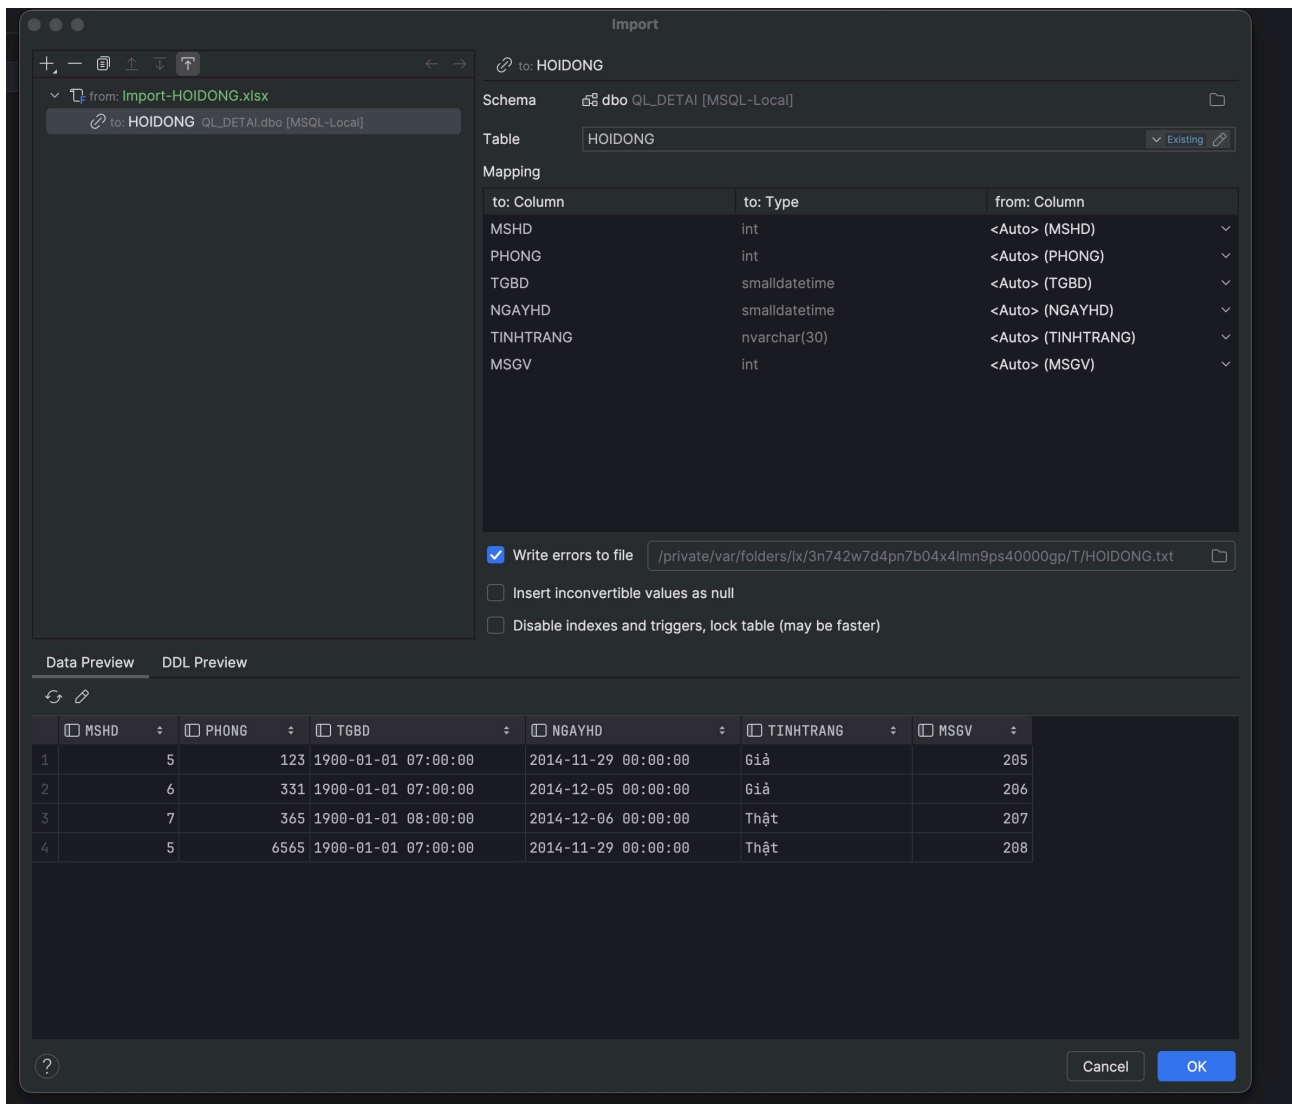 Import
from: Import-HOIDONG.xlsx
to: HOIDONG QL_DETAI.dbo [MSQL-Local]
to: HOIDONG
Schema dbo QL_DETAI [MSQL-Local]
Table HOIDONG Existing
Mapping
to: Column to: Type from: Column
MSHD int <Auto> (MSHD)
PHONG int <Auto> (PHONG)
TGBD smalldatetime <Auto> (TGBD)
NGAYHD smalldatetime <Auto> (NGAYHD)
TINHTRANG nvarchar(30) <Auto> (TINHTRANG)
MSGV int <Auto> (MSGV)
Write errors to file /private/var/folders/lx/3n742w7d4pn7b04x4lmn9ps40000gp/T/HOIDONG.txt
Insert inconvertible values as null
Disable indexes and triggers, lock table (may be faster)
Data Preview DDL Preview
MSHD PHONG TGBD NGAYHD TINHTRANG MSGV
1 5 123 1900-01-01 07:00:00 2014-11-29 00:00:00 Giả 205
2 6 331 1900-01-01 07:00:00 2014-12-05 00:00:00 Giả 206
3 7 365 1900-01-01 08:00:00 2014-12-06 00:00:00 Thật 207
4 5 6565 1900-01-01 07:00:00 2014-11-29 00:00:00 Thật 208
? Cancel OK